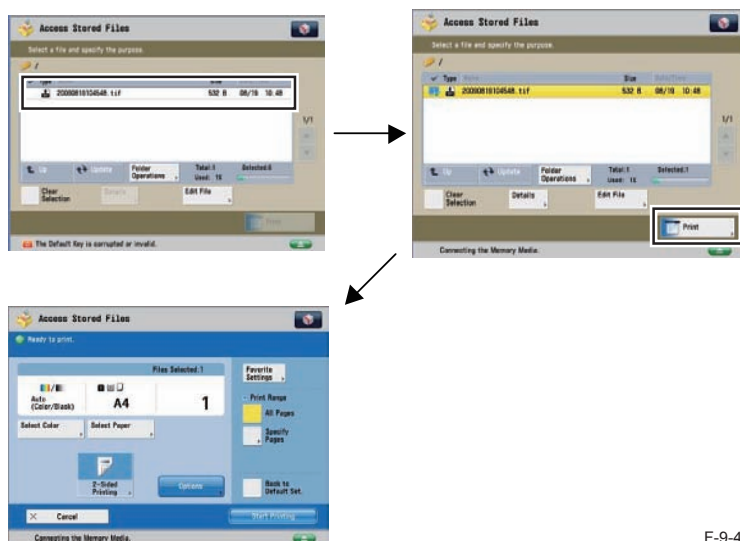 Access Stored Files
Select a file and specify the purpose.
/
Type
20090819104548.tif 532 B 08/19 10:48
1/1
Up Update Folder Operations Total:1 Used: 1% Selected:0
Clear Selection Details Edit File
Print
The Default Key is corrupted or invalid.
Access Stored Files
Select a file and specify the purpose.
/
Type Name Size Date/Time
20090819104548.tif 532 B 08/19 10:48
1/1
Up Update Folder Operations Total:1 Used: 1% Selected:1
Clear Selection Details Edit File
Print
Connecting the Memory Media.
Access Stored Files
Ready to print.
Files Selected:1
Auto (Color/Black) A4 1
Select Color Select Paper
2-Sided Printing Options
Favorite Settings
Print Range
All Pages
Specify Pages
Back to Default Set.
Cancel Start Printing
Connecting the Memory Media.
F-9-4